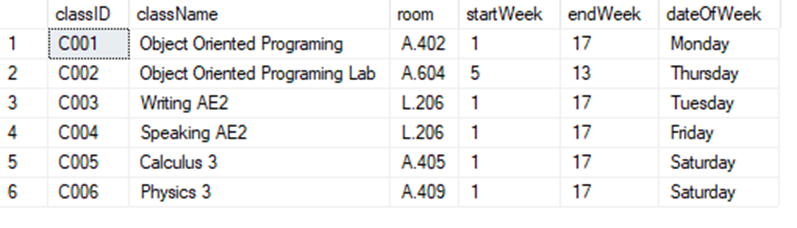 classID className room startWeek endWeek dateOfWeek
1 C001 Object Oriented Programing A.402 1 17 Monday
2 C002 Object Oriented Programing Lab A.604 5 13 Thursday
3 C003 Writing AE2 L.206 1 17 Tuesday
4 C004 Speaking AE2 L.206 1 17 Friday
5 C005 Calculus 3 A.405 1 17 Saturday
6 C006 Physics 3 A.409 1 17 Saturday